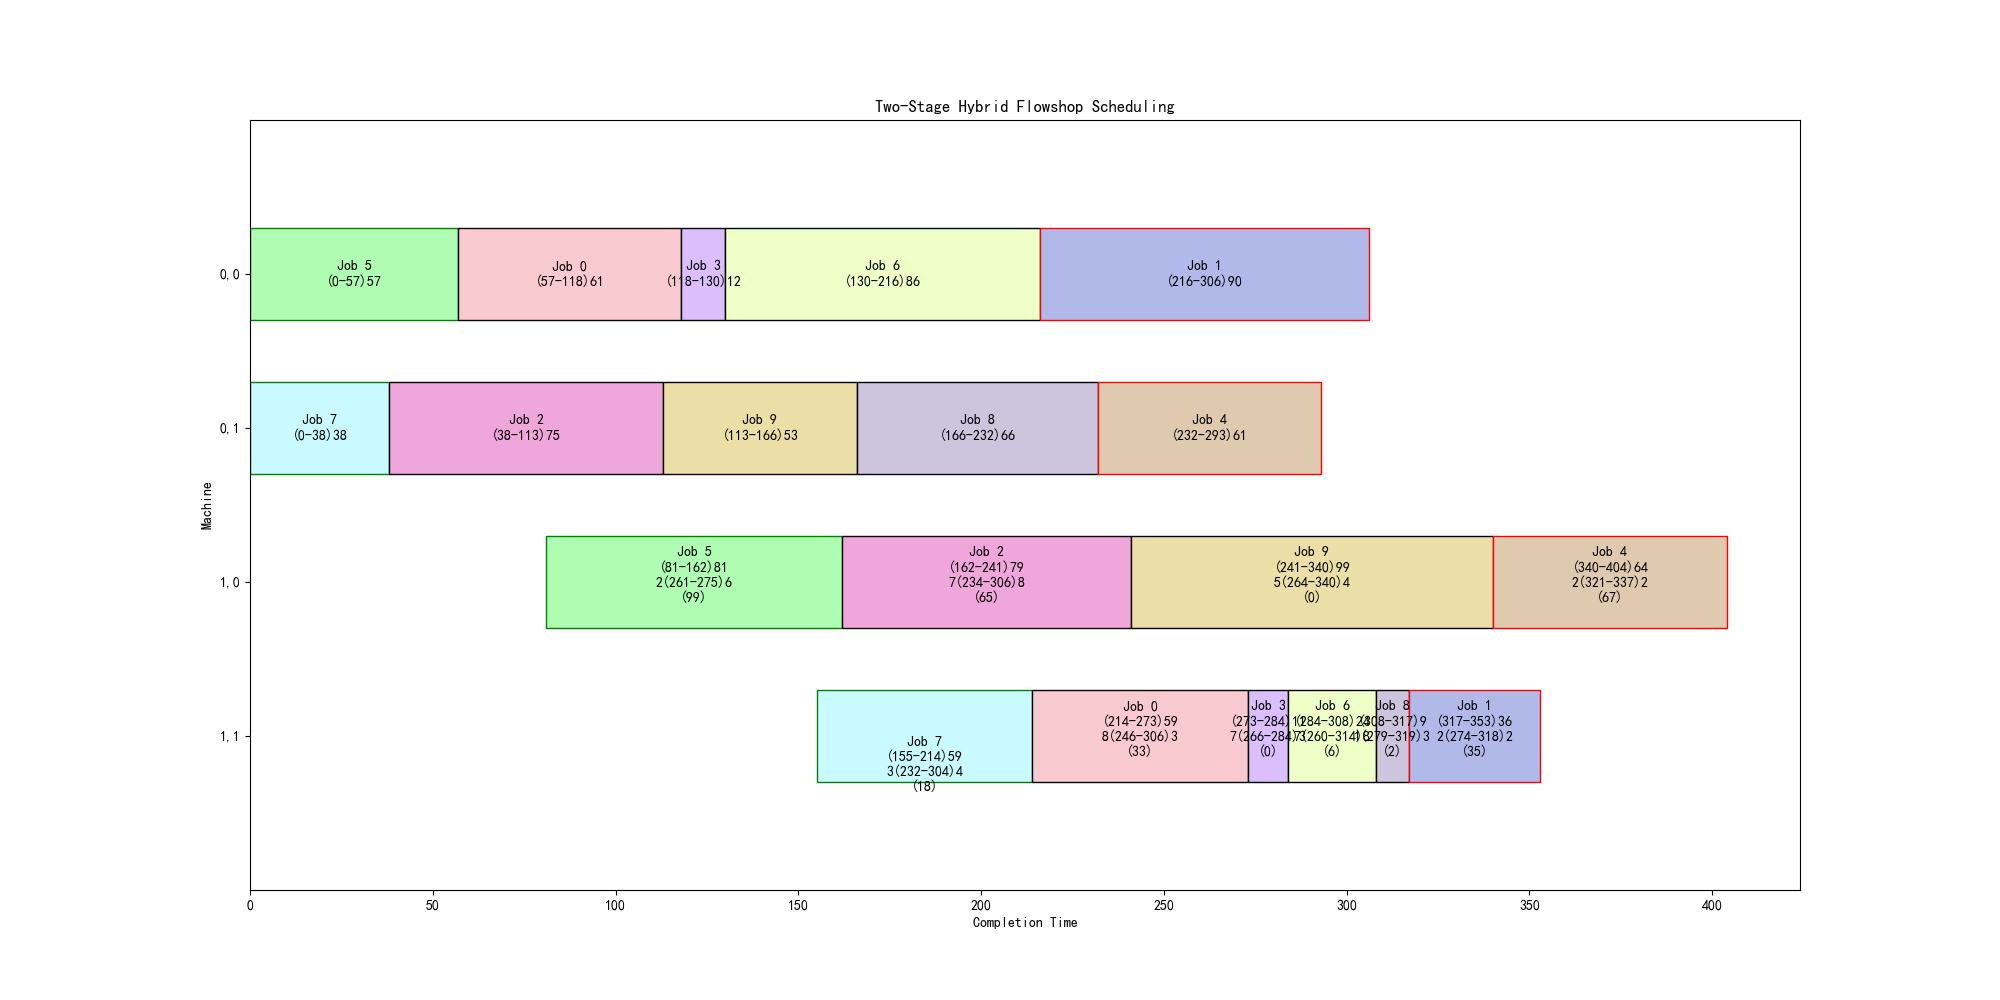 Two-Stage Hybrid Flowshop Scheduling
0,0
Job 5
(0-57)57
Job 0
(57-118)61
Job 3
(118-130)12
Job 6
(130-216)86
Job 1
(216-306)90
0,1
Job 7
(0-38)38
Job 2
(38-113)75
Job 9
(113-166)53
Job 8
(166-232)66
Job 4
(232-293)61
Machine
1,0
Job 5
(81-162)81
2(261-275)6
(99)
Job 2
(162-241)79
7(234-306)8
(65)
Job 9
(241-340)99
5(264-340)4
(0)
Job 4
(340-404)64
2(321-337)2
(67)
1,1
Job 7
(155-214)59
3(232-304)4
(18)
Job 0
(214-273)59
8(246-306)3
(33)
Job 3
(273-284)11
7(266-284)3
(0)
Job 6
(284-308)24
7(260-314)
(6)
Job 8
(308-317)9
(279-319)3
(2)
Job 1
(317-353)36
2(274-318)2
(35)
0
50
100
150
200
250
300
350
400
Completion Time